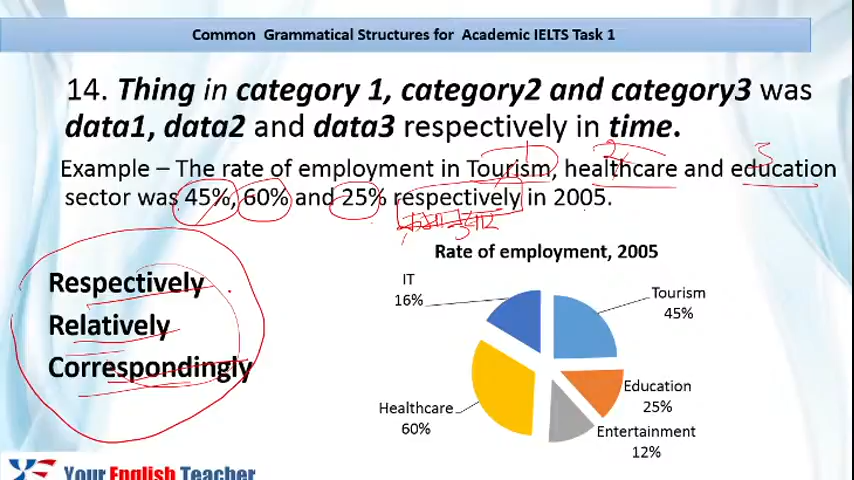 Common Grammatical Structures for Academic IELTS Task 1
14. Thing in category 1, category2 and category3 was
data1, data2 and data3 respectively in time.
Example – The rate of employment in Tourism, healthcare and education
sector was 45%, 60% and 25% respectively in 2005.
Rate of employment, 2005
Respectively
Relatively
Correspondingly
IT
16%
Tourism
45%
Education
25%
Healthcare
60%
Entertainment
12%
Your English Teacher